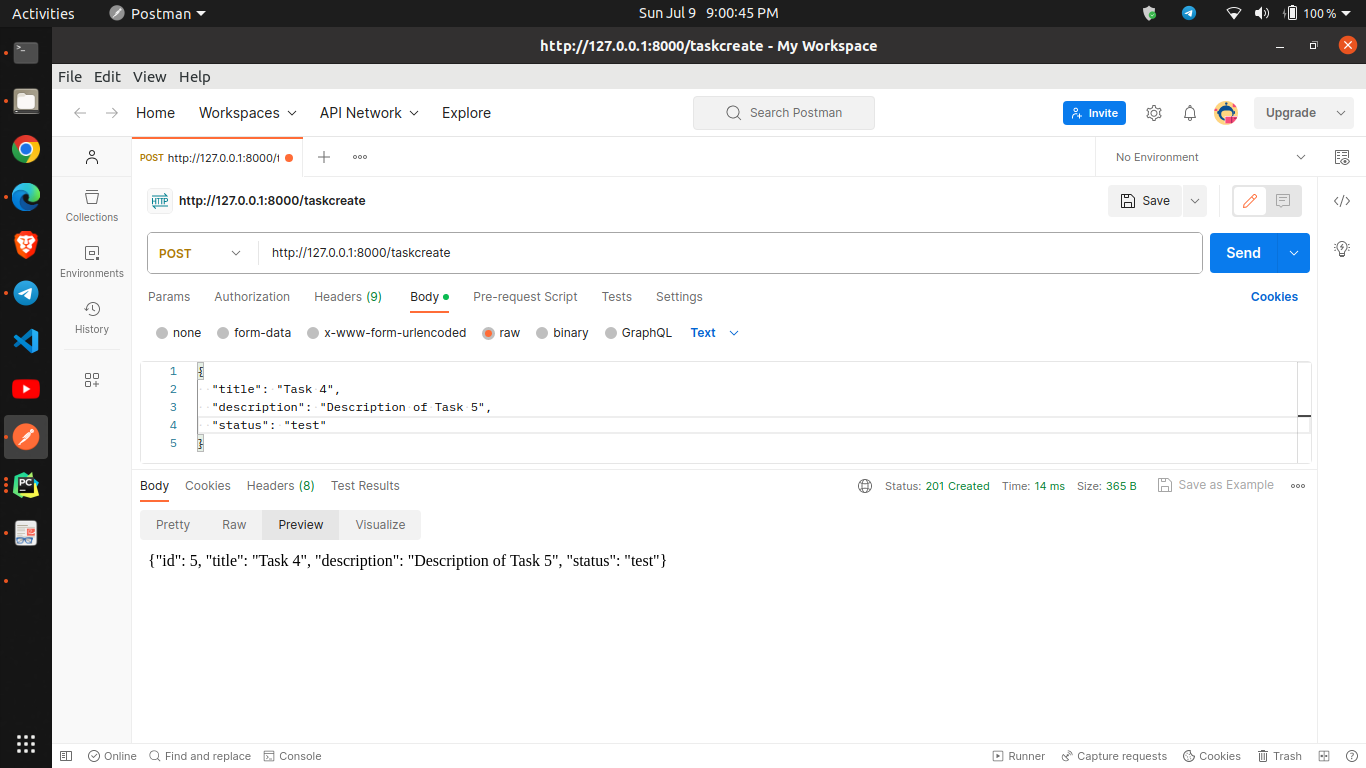 Activities Postman Sun Jul 9 9:00:45 PM 100 %
http://127.0.0.1:8000/taskcreate - My Workspace
File Edit View Help
Home Workspaces API Network Explore Search Postman Invite Upgrade
POST http://127.0.0.1:8000/t No Environment
HTTP http://127.0.0.1:8000/taskcreate Save
Collections
POST http://127.0.0.1:8000/taskcreate Send
Environments
Params Authorization Headers (9) Body Pre-request Script Tests Settings Cookies
History
none form-data x-www-form-urlencoded raw binary GraphQL Text
1 {
2 "title": "Task 4",
3 "description": "Description of Task 5",
4 "status": "test"
5 }
Body Cookies Headers (8) Test Results Status: 201 Created Time: 14 ms Size: 365 B Save as Example
PC
Pretty Raw Preview Visualize
{"id": 5, "title": "Task 4", "description": "Description of Task 5", "status": "test"}
Online Find and replace Console Runner Capture requests Cookies Trash